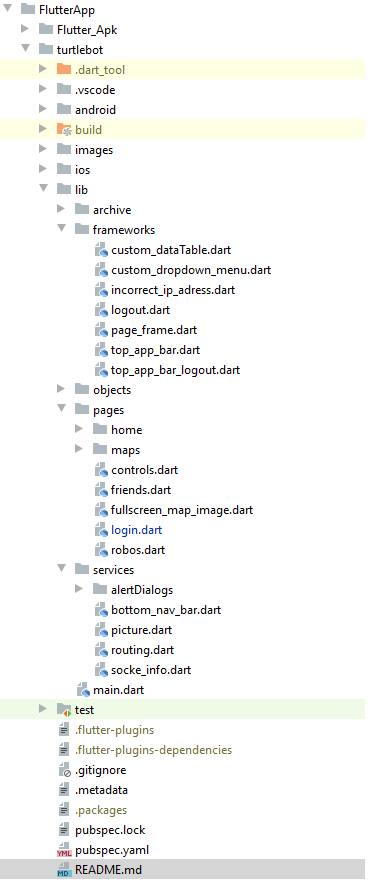 FlutterApp
Flutter_Apk
turtlebot
.dart_tool
.vscode
android
build
images
ios
lib
archive
frameworks
custom_dataTable.dart
custom_dropdown_menu.dart
incorrect_ip_adress.dart
logout.dart
page_frame.dart
top_app_bar.dart
top_app_bar_logout.dart
objects
pages
home
maps
controls.dart
friends.dart
fullscreen_map_image.dart
login.dart
robos.dart
services
alertDialogs
bottom_nav_bar.dart
picture.dart
routing.dart
socke_info.dart
main.dart
test
.flutter-plugins
.flutter-plugins-dependencies
.gitignore
.metadata
.packages
pubspec.lock
YML pubspec.yaml
MD README.md